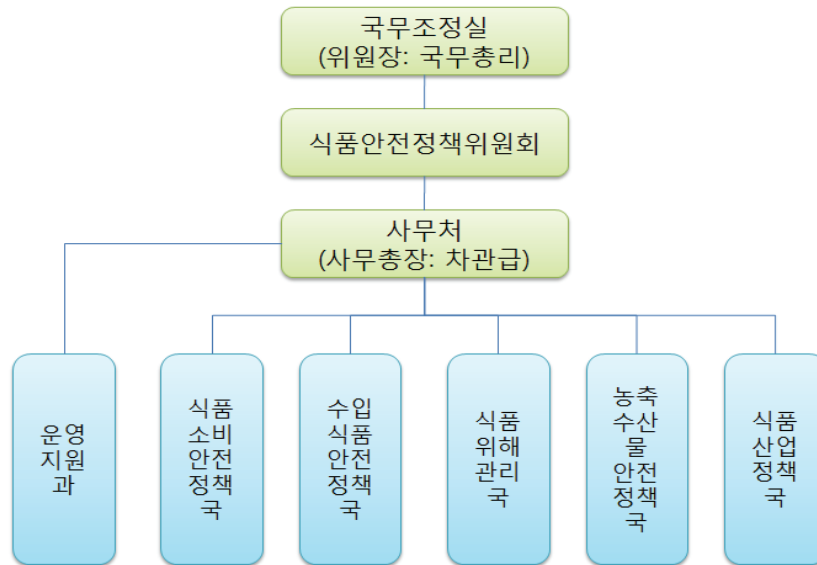 국무조정실
(위원장: 국무총리)
식품안전정책위원회
사무처
(사무총장: 차관급)
운영
지원
과
식품
소비
안전
정책
국
수입
식품
안전
정책
국
식품
위해
관리
국
농축
수산
물
안전
정책
국
식품
산업
정책
국